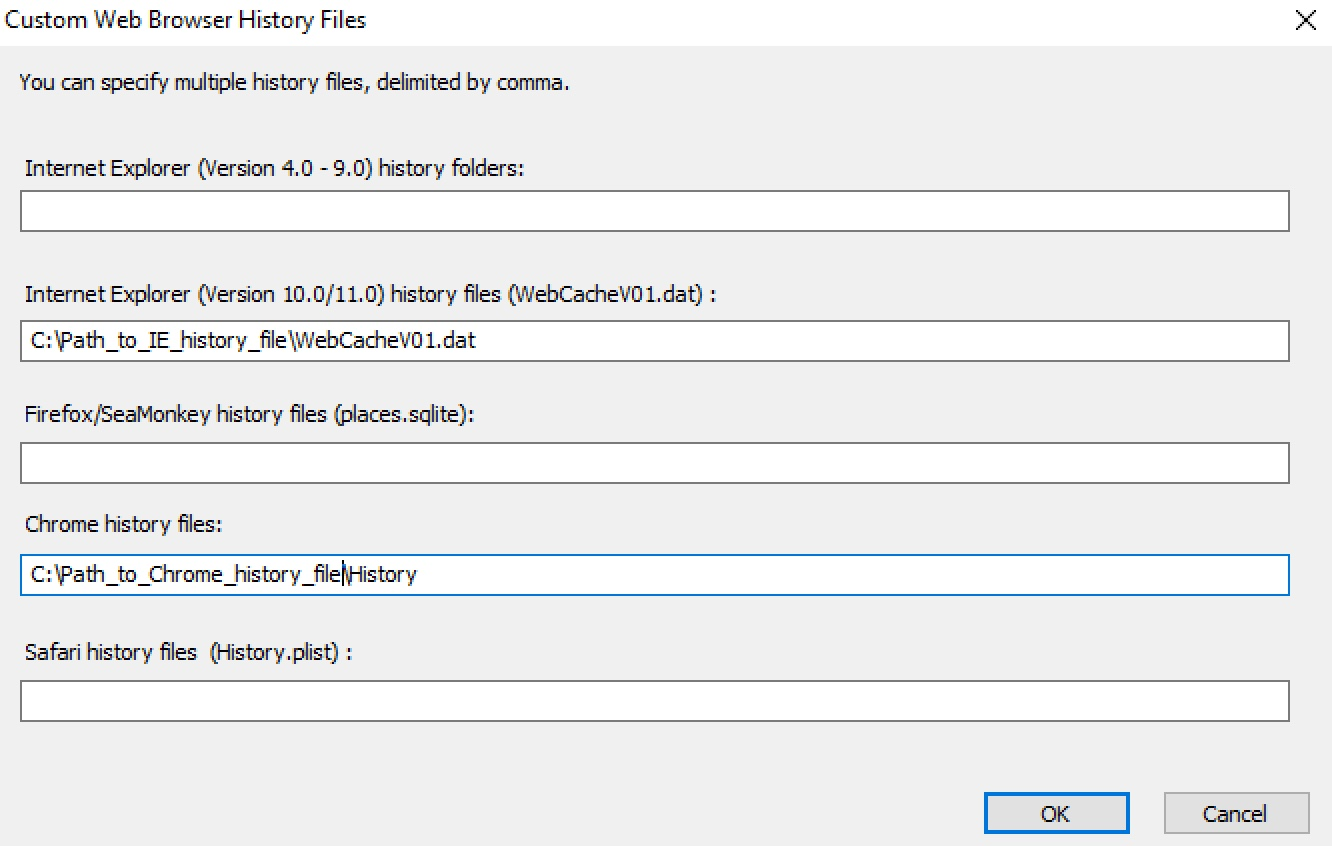 Custom Web Browser History Files
You can specify multiple history files, delimited by comma.
Internet Explorer (Version 4.0 - 9.0) history folders:
Internet Explorer (Version 10.0/11.0) history files (WebCacheV01.dat) :
C:\Path_to_IE_history_file\WebCacheV01.dat
Firefox/SeaMonkey history files (places.sqlite):
Chrome history files:
C:\Path_to_Chrome_history_file\History
Safari history files  (History.plist) :
OK Cancel